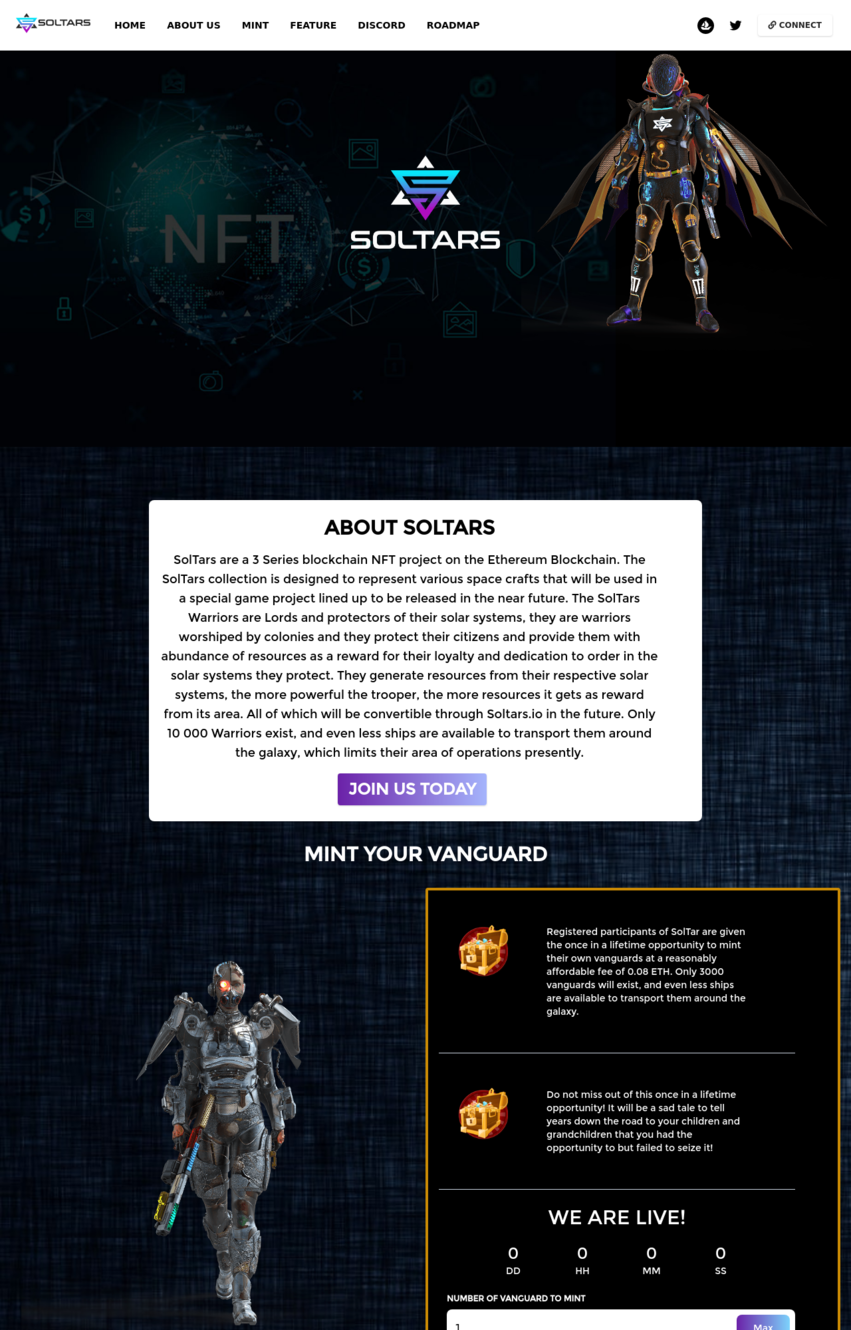 SOLTARS
HOME
ABOUT US
MINT
FEATURE
DISCORD
ROADMAP
CONNECT
NFT
SOLTARS
ABOUT SOLTARS
SolTars are a 3 Series blockchain NFT project on the Ethereum Blockchain. The
SolTars collection is designed to represent various space crafts that will be used in
a special game project lined up to be released in the near future. The SolTars
Warriors are Lords and protectors of their solar systems, they are warriors
worshiped by colonies and they protect their citizens and provide them with
abundance of resources as a reward for their loyalty and dedication to order in the
solar systems they protect. They generate resources from their respective solar
systems, the more powerful the trooper, the more resources it gets as reward
from its area. All of which will be convertible through Soltars.io in the future. Only
10 000 Warriors exist, and even less ships are available to transport them around
the galaxy, which limits their area of operations presently.
JOIN US TODAY
MINT YOUR VANGUARD
Registered participants of SolTar are given
the once in a lifetime opportunity to mint
their own vanguards at a reasonably
affordable fee of 0.08 ETH. Only 3000
vanguards will exist, and even less ships
are available to transport them around the
galaxy.
Do not miss out of this once in a lifetime
opportunity! It will be a sad tale to tell
years down the road to your children and
grandchildren that you had the
opportunity to but failed to seize it!
WE ARE LIVE!
0 0 0 0
DD HH MM SS
NUMBER OF VANGUARD TO MINT
1
Max